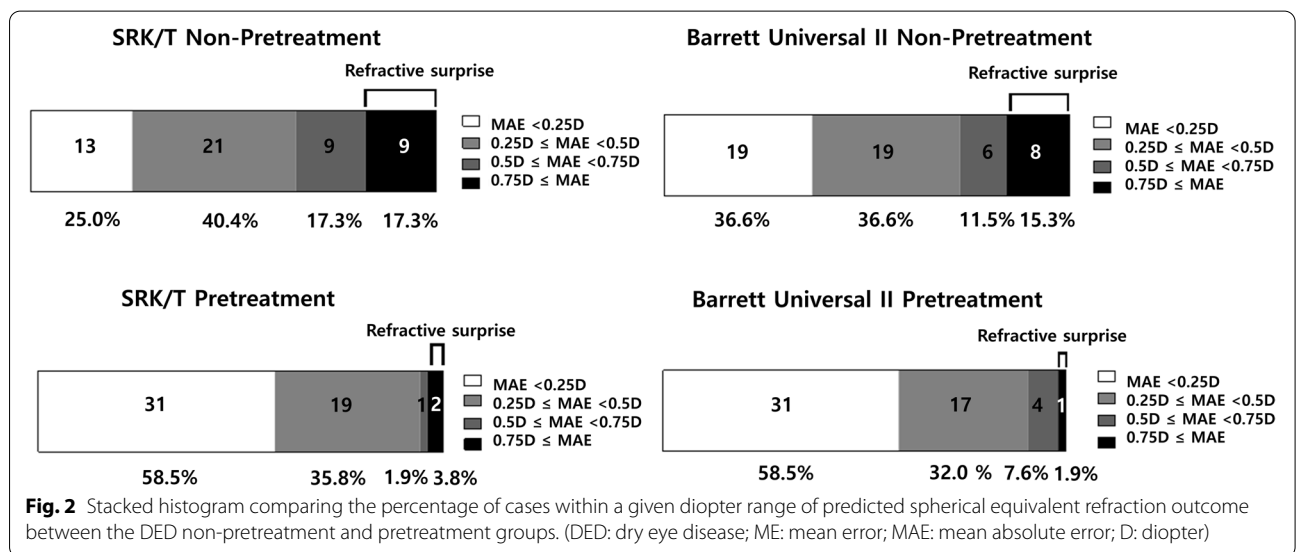 SRK/T Non-Pretreatment
Refractive surprise
13 21 9 9
MAE <0.25D
0.25D ≤ MAE <0.5D
0.5D ≤ MAE <0.75D
0.75D ≤ MAE
25.0% 40.4% 17.3% 17.3%
Barrett Universal II Non-Pretreatment
Refractive surprise
19 19 6 8
MAE <0.25D
0.25D ≤ MAE <0.5D
0.5D ≤ MAE <0.75D
0.75D ≤ MAE
36.6% 36.6% 11.5% 15.3%
SRK/T Pretreatment
Refractive surprise
31 19 1 2
MAE <0.25D
0.25D ≤ MAE <0.5D
0.5D ≤ MAE <0.75D
0.75D ≤ MAE
58.5% 35.8% 1.9% 3.8%
Barrett Universal II Pretreatment
Refractive surprise
31 17 4 1
MAE <0.25D
0.25D ≤ MAE <0.5D
0.5D ≤ MAE <0.75D
0.75D ≤ MAE
58.5% 32.0 % 7.6% 1.9%
Fig. 2 Stacked histogram comparing the percentage of cases within a given diopter range of predicted spherical equivalent refraction outcome
between the DED non-pretreatment and pretreatment groups. (DED: dry eye disease; ME: mean error; MAE: mean absolute error; D: diopter)